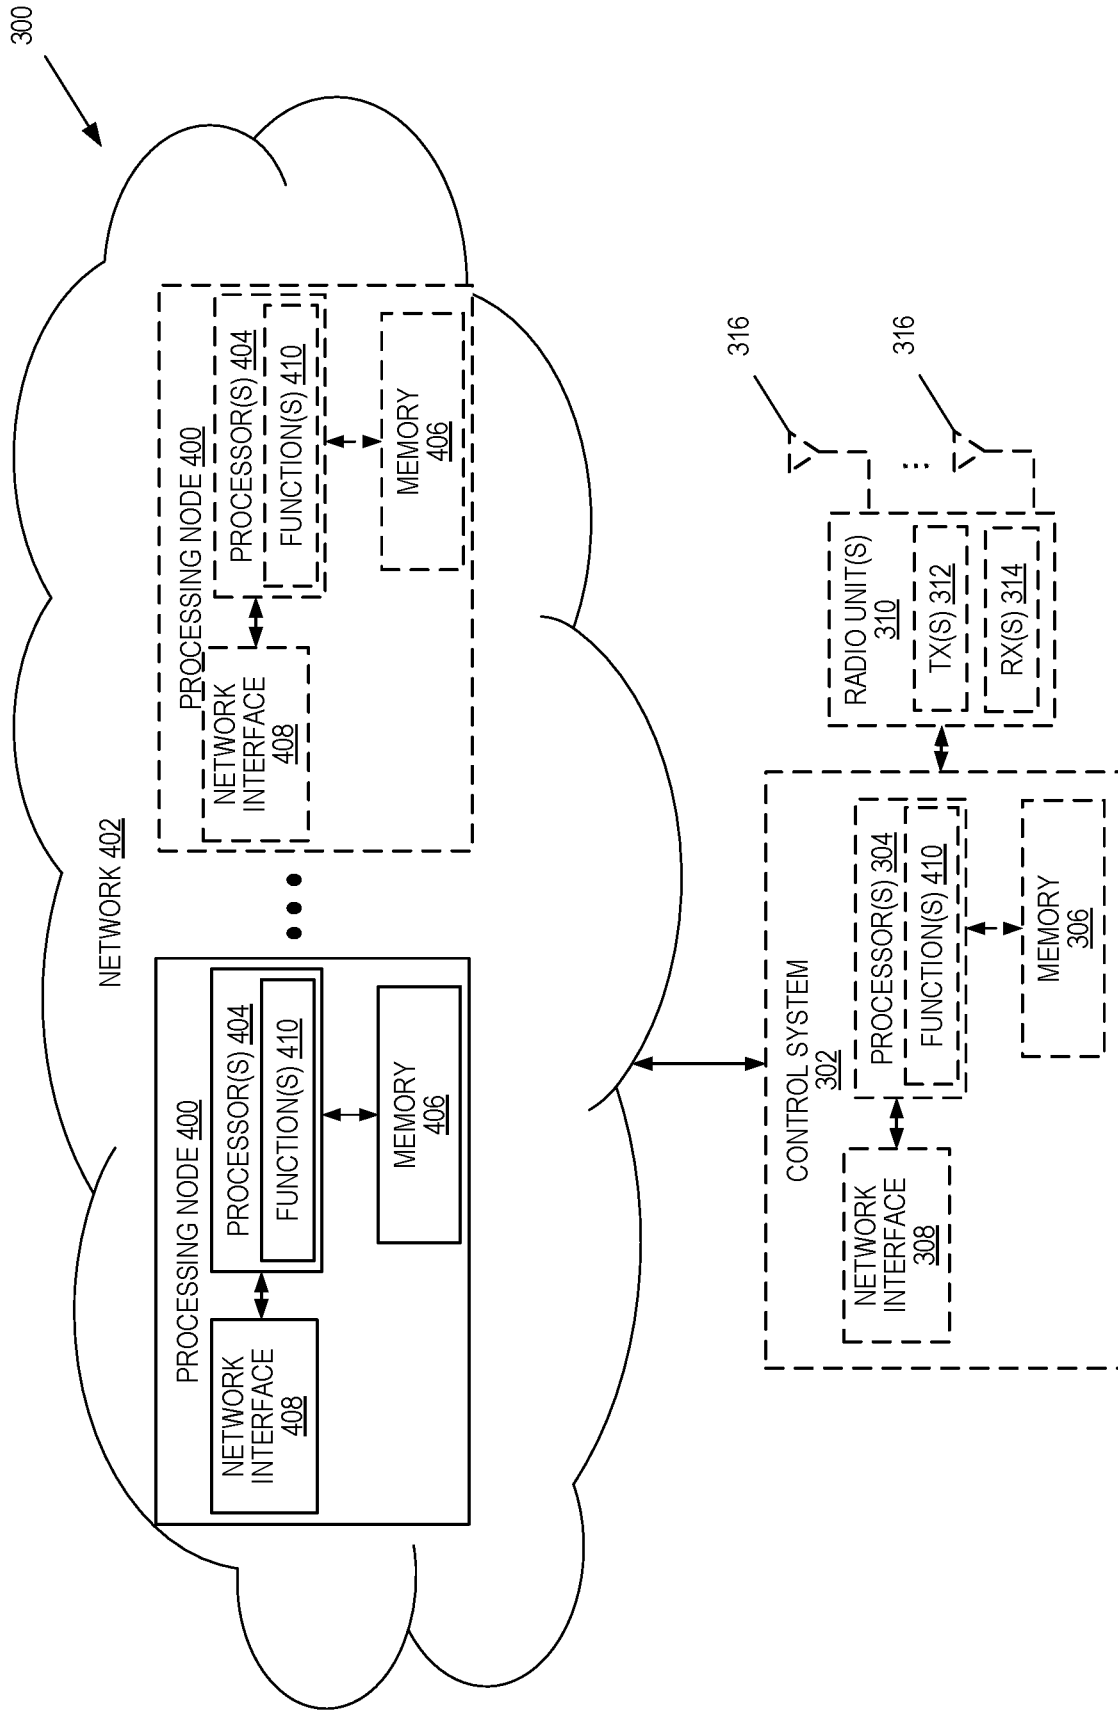 300
NETWORK 402
PROCESSING NODE 400
NETWORK
INTERFACE
408
PROCESSOR(S) 404
FUNCTION(S) 410
MEMORY
406
PROCESSING NODE 400
NETWORK
INTERFACE
408
PROCESSOR(S) 404
FUNCTION(S) 410
MEMORY
406
CONTROL SYSTEM
302
NETWORK
INTERFACE
308
PROCESSOR(S) 304
FUNCTION(S) 410
MEMORY
306
RADIO UNIT(S)
310
TX(S) 312
RX(S) 314
316
316